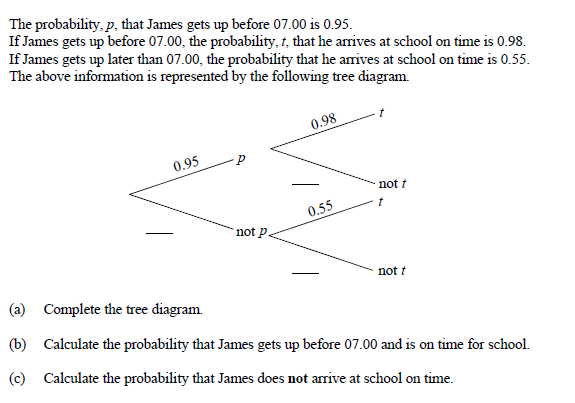 The probability, p, that James gets up before 07.00 is 0.95.
If James gets up before 07.00, the probability, t, that he arrives at school on time is 0.98.
If James gets up later than 07.00, the probability that he arrives at school on time is 0.55.
The above information is represented by the following tree diagram.
0.98
t
0.95
p
not t
0.55
t
not p
not t
(a) Complete the tree diagram.
(b) Calculate the probability that James gets up before 07.00 and is on time for school.
(c) Calculate the probability that James does not arrive at school on time.